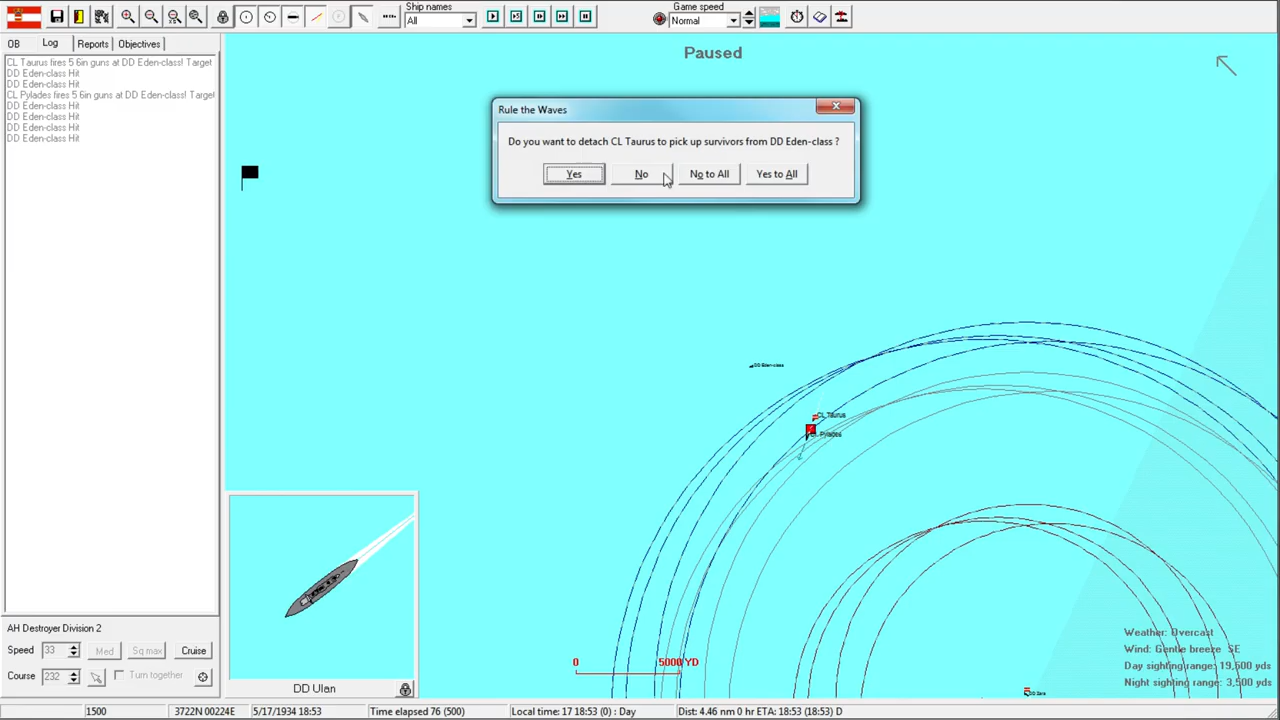 Ship names
All
Game speed
Normal
OB
Log
Reports
Objectives
CL Taurus fires 5 6in guns at DD Eden-class! Target
DD Eden-class Hit
DD Eden-class Hit
CL Pylades fires 5 6in guns at DD Eden-class! Target
DD Eden-class Hit
DD Eden-class Hit
DD Eden-class Hit
DD Eden-class Hit
Paused
Rule the Waves
Do you want to detach CL Taurus to pick up survivors from DD Eden-class ?
Yes
No
No to All
Yes to All
DD Eden-class
CL Taurus
CL Pylades
0 5000 YD
DD Zara
Weather: Overcast
Wind: Gentle breeze SE
Day sighting range: 19,600 yds
Night sighting range: 3,500 yds
DD Ulan
AH Destroyer Division 2
Speed 33 Med Sq max Cruise
Course 232 Turn together
1500 3722N 00224E 5/17/1934 18:53 Time elapsed 76 (500) Local time: 17 18:53 (0) : Day Dist: 4.46 nm 0 hr ETA: 18:53 (18:53) D